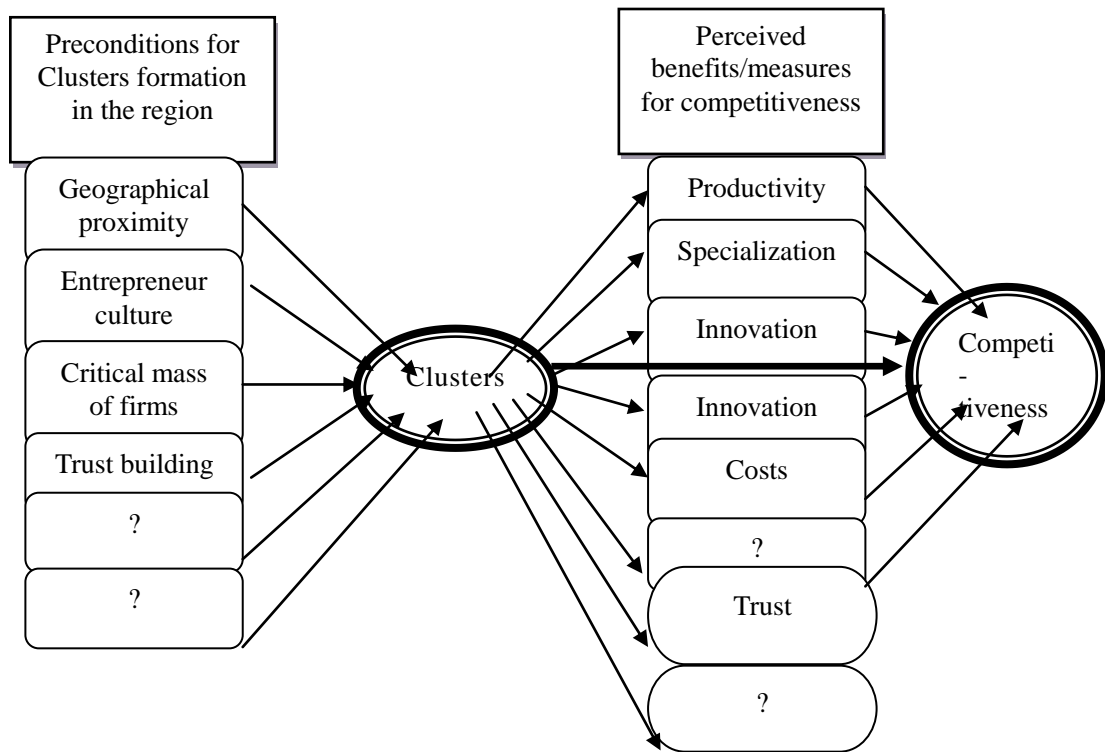 Preconditions for
Clusters formation
in the region
Geographical
proximity
Entrepreneur
culture
Critical mass
of firms
Trust building
?
?
Clusters
Perceived
benefits/measures
for competitiveness
Productivity
Specialization
Innovation
Innovation
Costs
?
Trust
?
Competi
-
tiveness